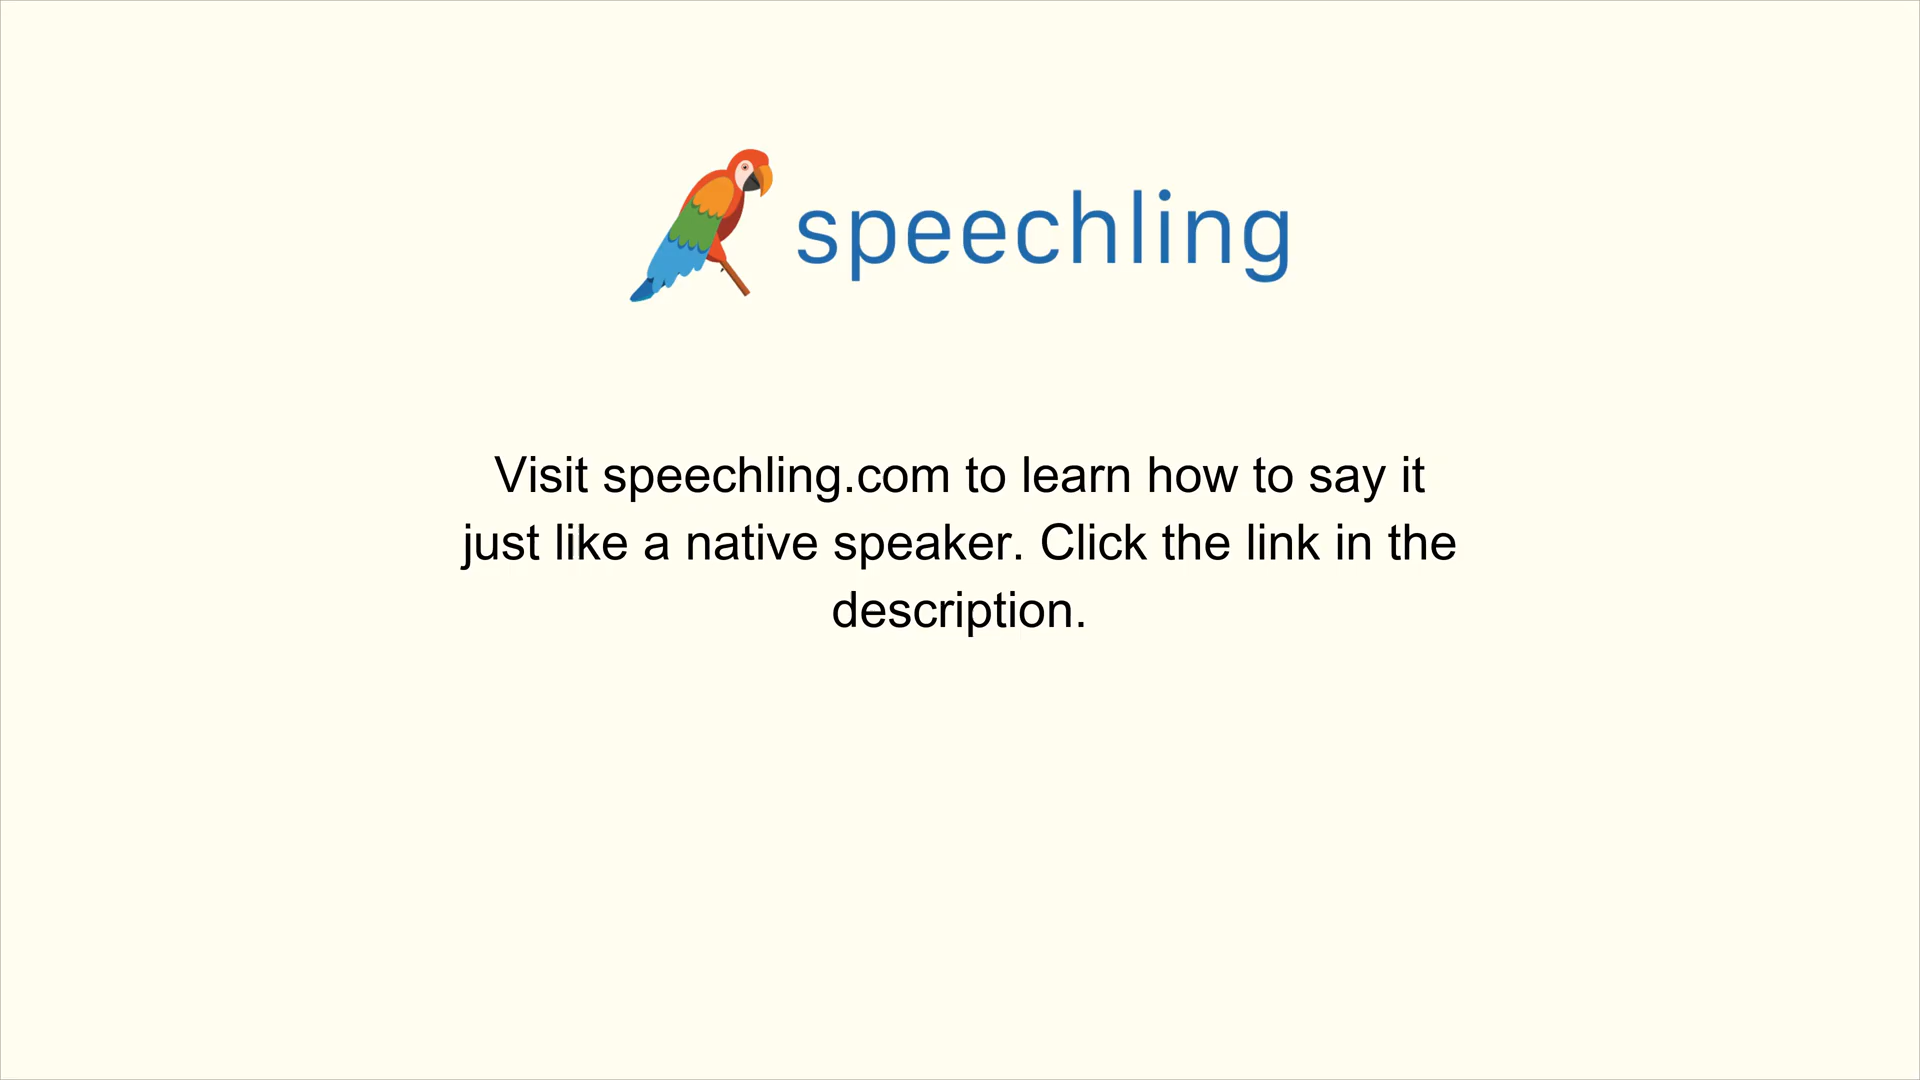 speechling
Visit speechling.com to learn how to say it
just like a native speaker. Click the link in the
description.